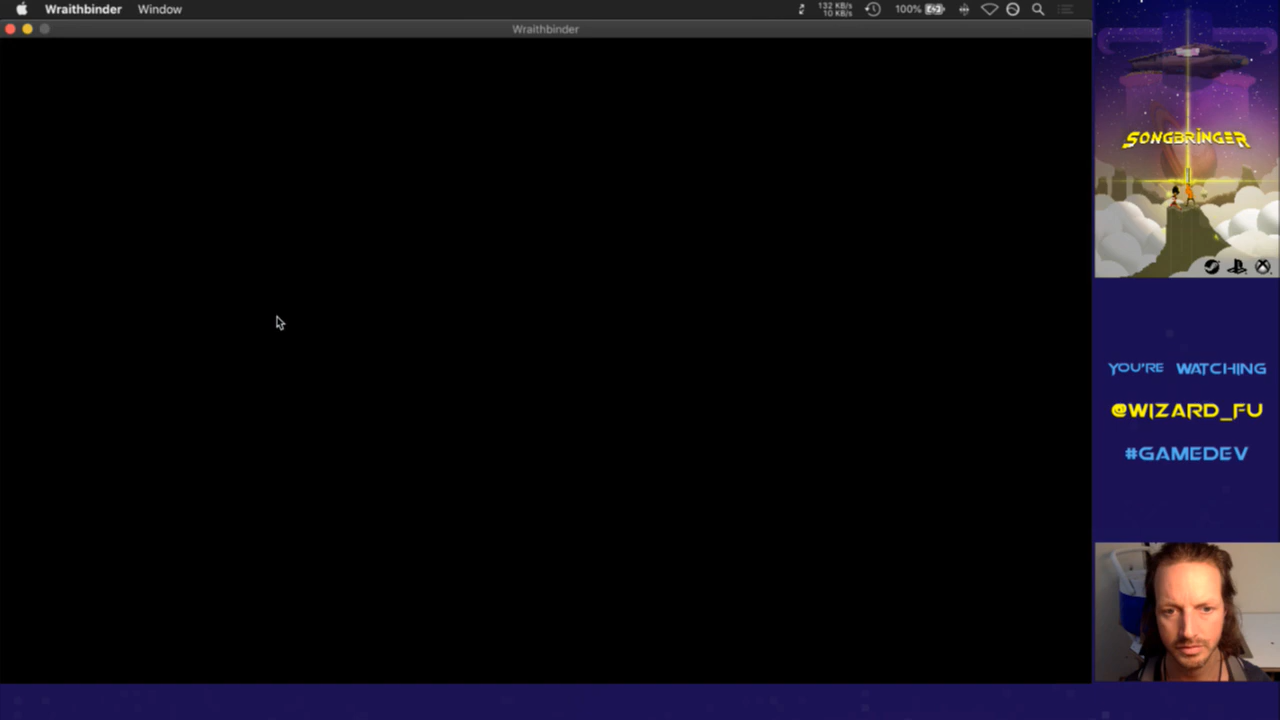 Wraithbinder Window
132 KB/s
10 KB/s
100%
Wraithbinder
SONGBRINGER
YOU'RE WATCHING
@WIZARD_FU
#GAMEDEV